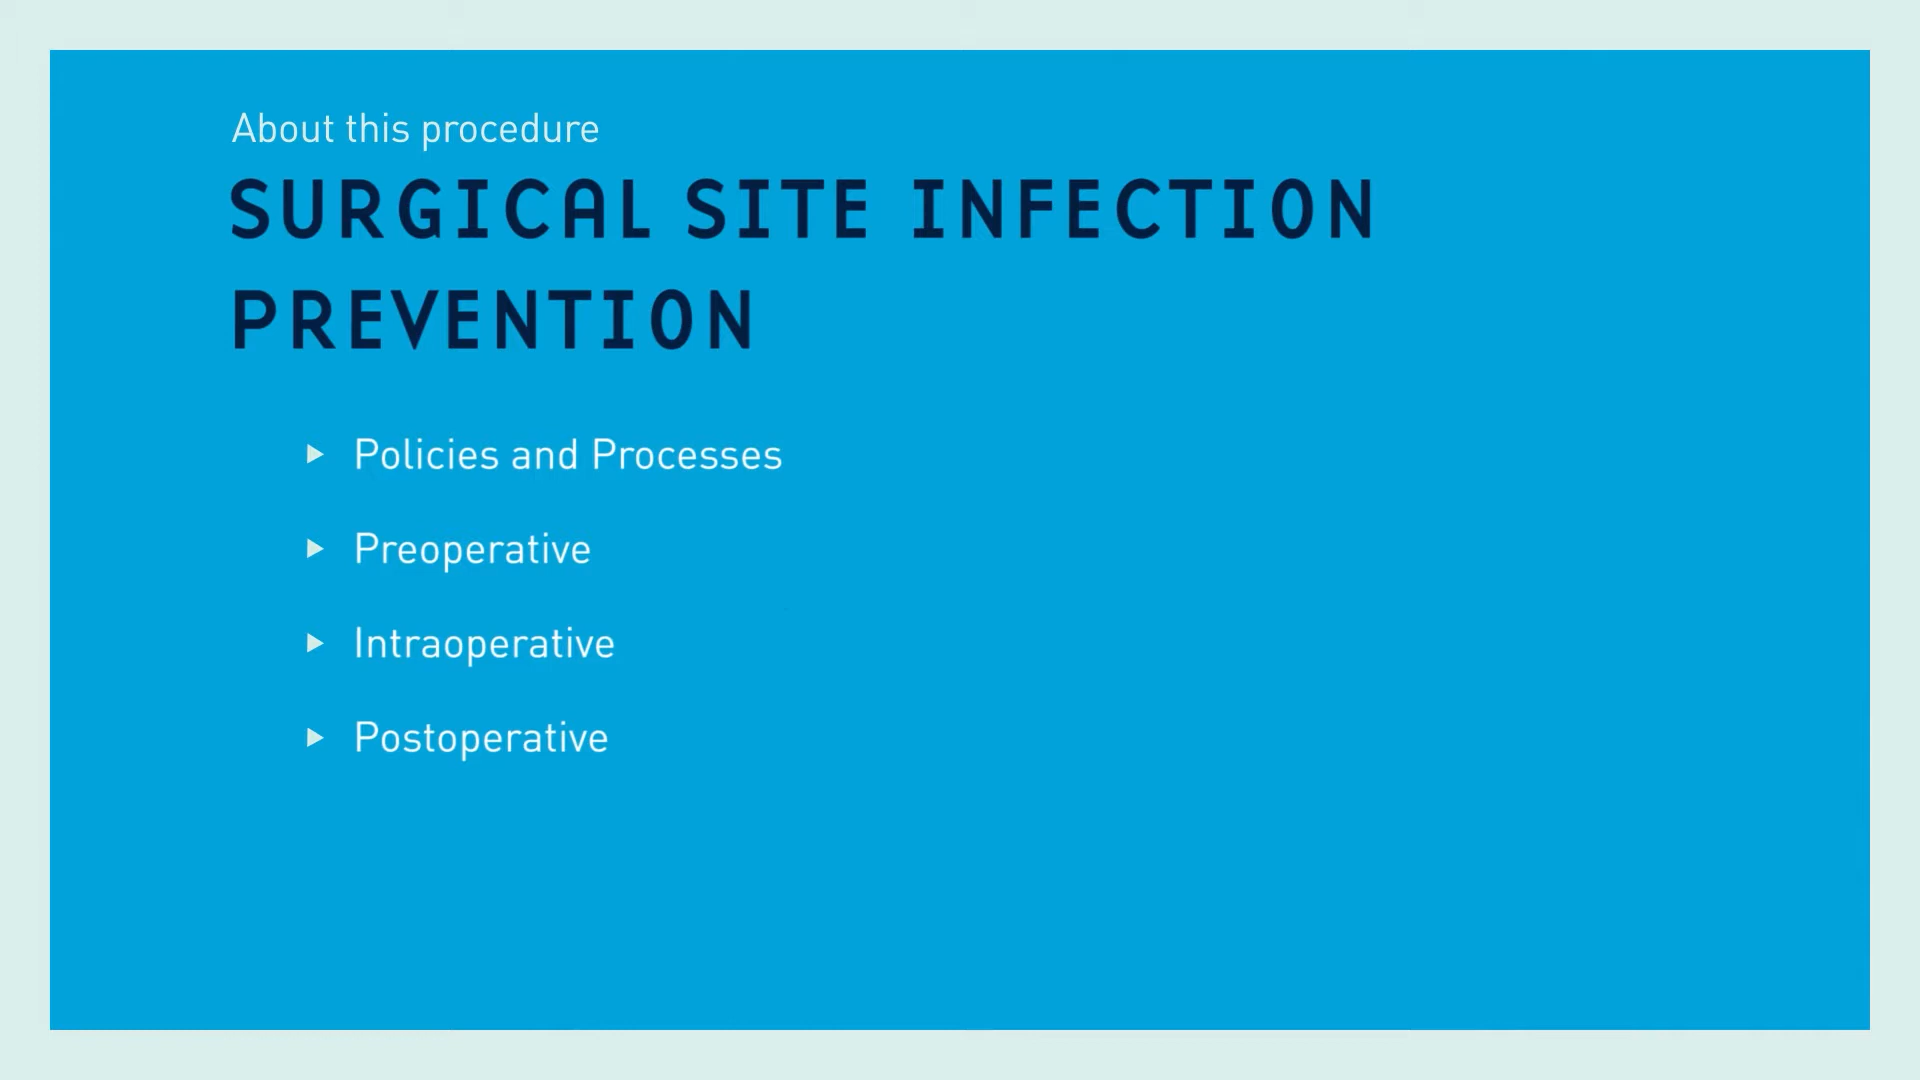 About this procedure
SURGICAL SITE INFECTION
PREVENTION
Policies and Processes
Preoperative
Intraoperative
Postoperative